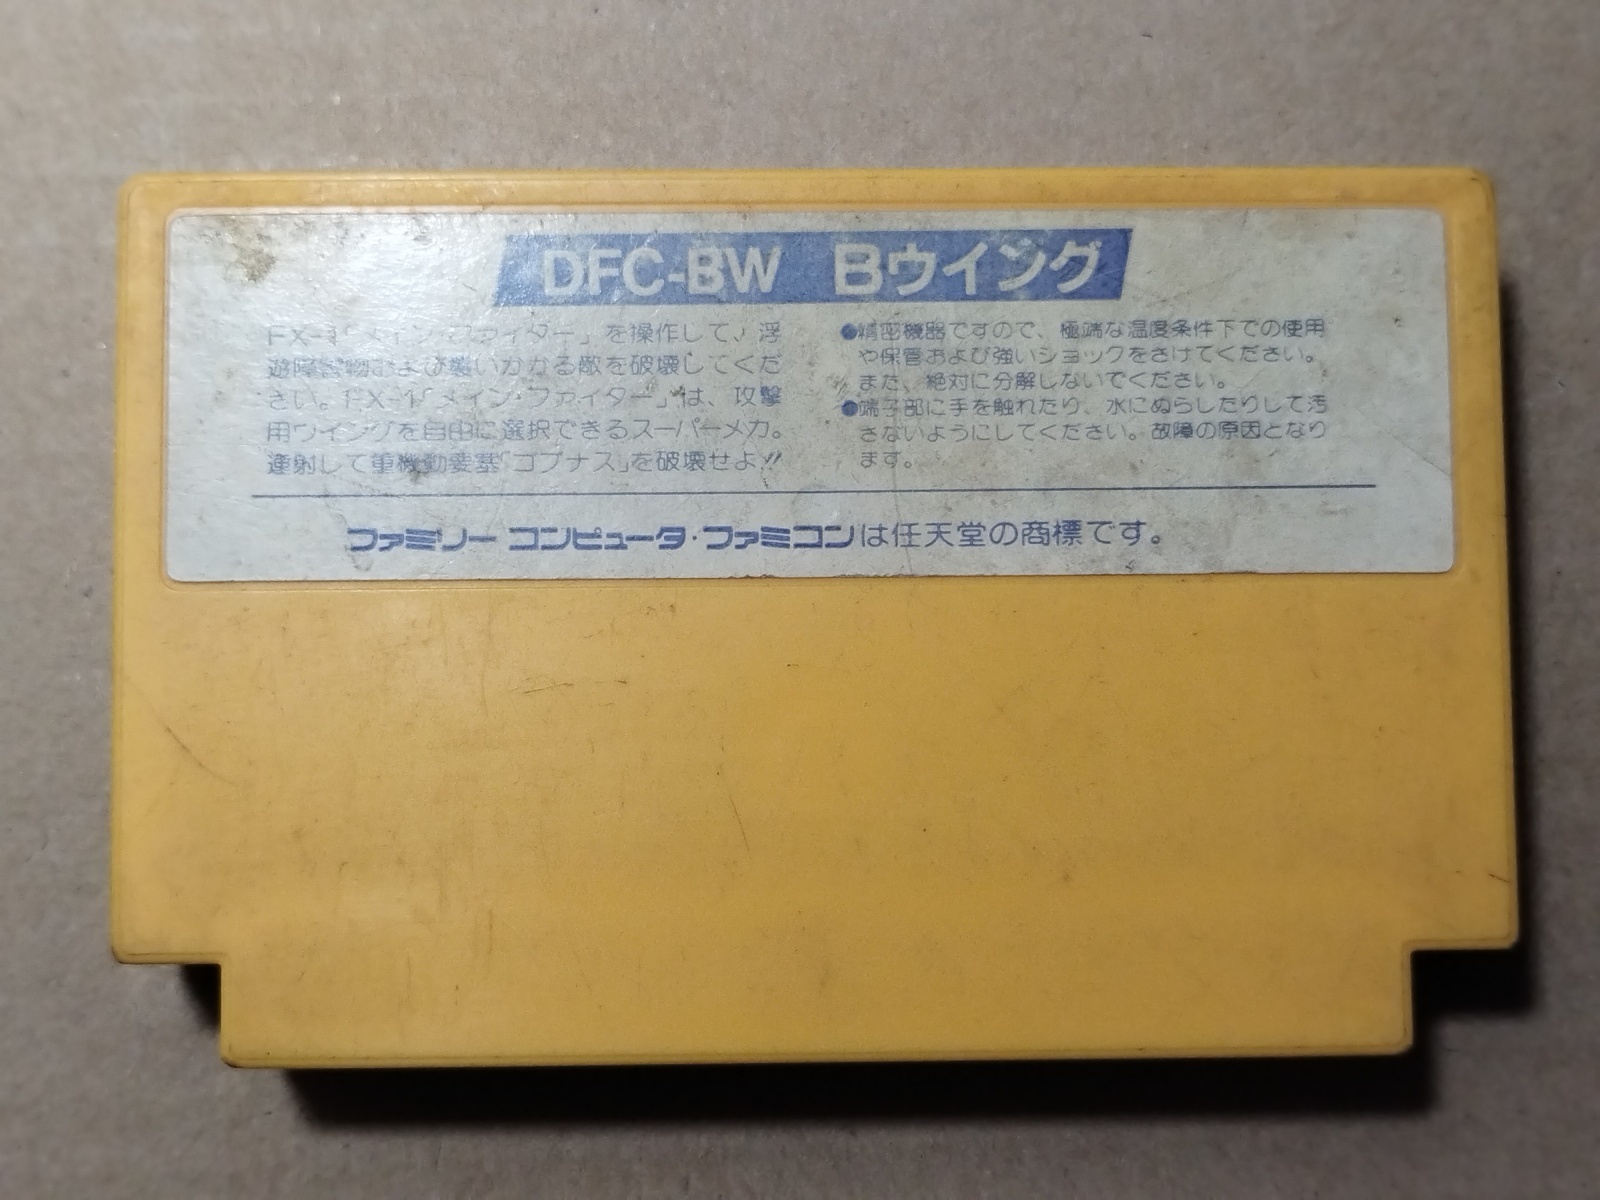 DFC-BW Bウイング
FX-1「メイン・ファイター」を操作して、浮
遊障害物および襲いかかる敵を破壊してくだ
さい。FX-1「メイン・ファイター」は、攻撃
用ウイングを自由に選択できるスーパーメカ。
連射して重機動要塞「ゴブナス」を破壊せよ!!
●精密機器ですので、極端な温度条件下での使用
や保管および強いショックをさけてください。
また、絶対に分解しないでください。
●端子部に手を触れたり、水にぬらしたりして汚
さないようにしてください。故障の原因となり
ます。
ファミリー コンピュータ・ファミコンは任天堂の商標です。